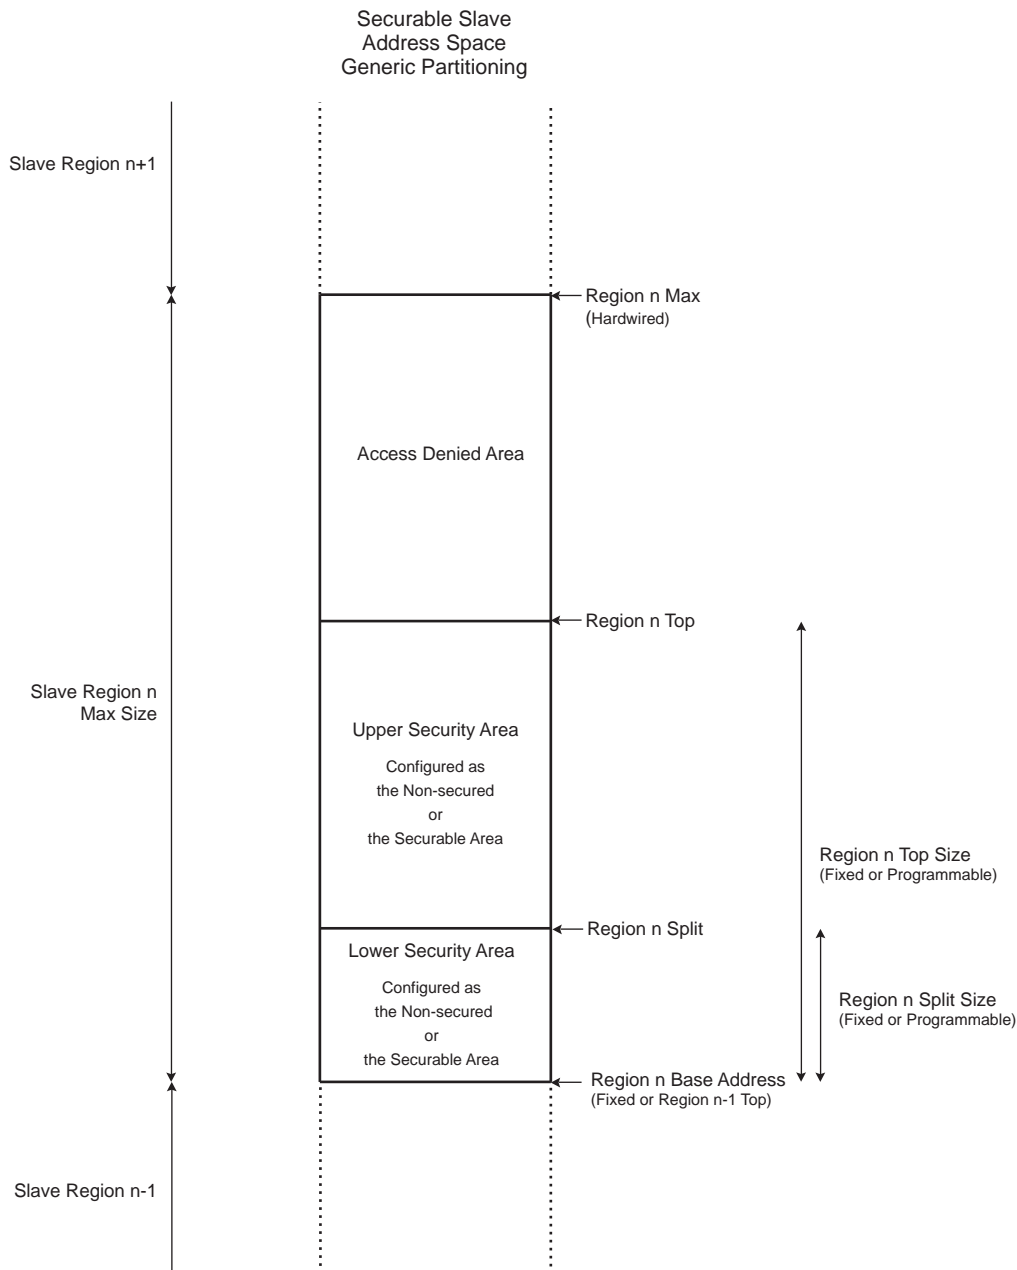 Securable Slave
Address Space
Generic Partitioning
Slave Region n+1
Region n Max
(Hardwired)
Access Denied Area
Region n Top
Slave Region n
Max Size
Upper Security Area
Configured as
the Non-secured
or
the Securable Area
Region n Top Size
(Fixed or Programmable)
Region n Split
Lower Security Area
Configured as
the Non-secured
or
the Securable Area
Region n Split Size
(Fixed or Programmable)
Region n Base Address
(Fixed or Region n-1 Top)
Slave Region n-1